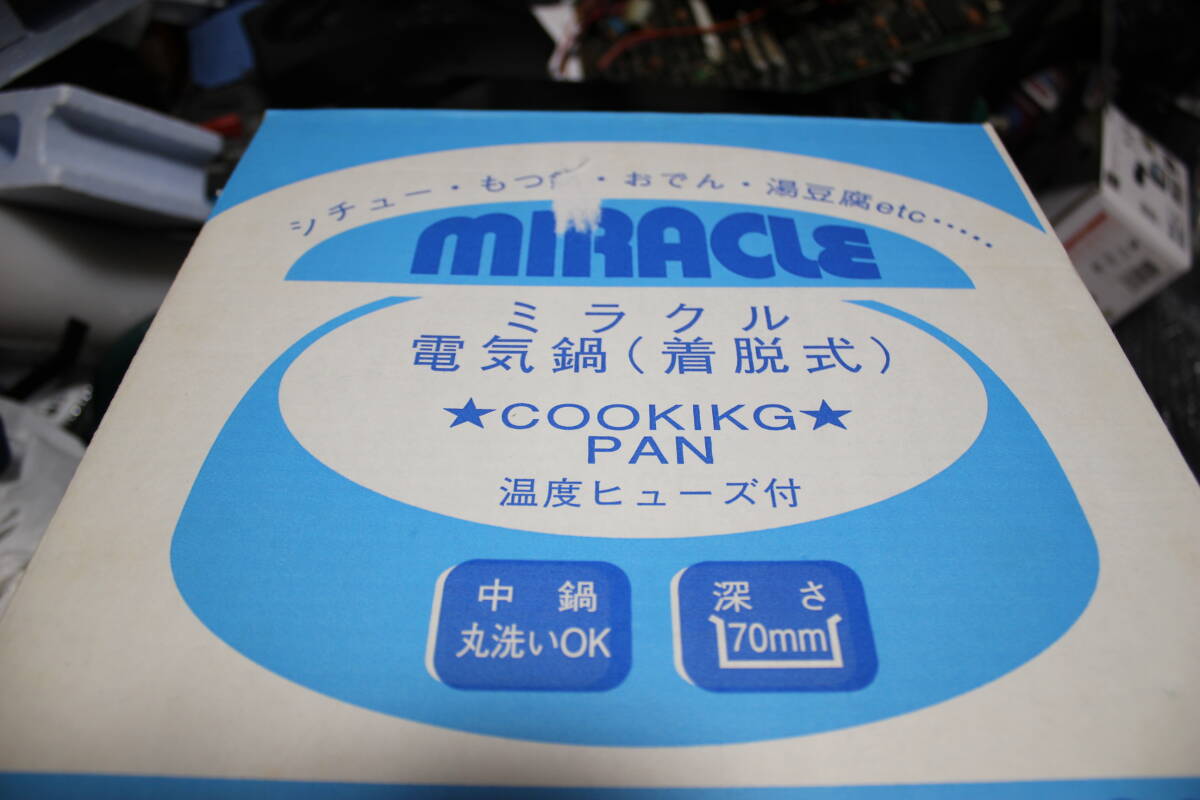 シチュー・もつ ・おでん・湯豆腐etc・・・・・
MIRACLE
ミラクル
電気鍋(着脱式)
★COOKIKG★
PAN
温度ヒューズ付
中鍋
丸洗いOK
深さ
70mm